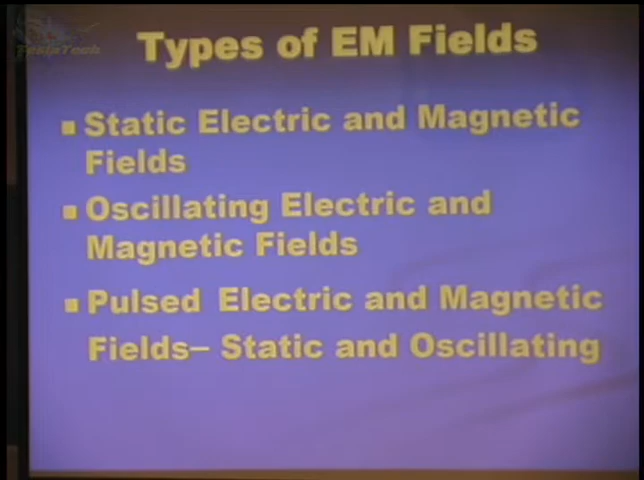 TeslaTech
Types of EM Fields
▪ Static Electric and Magnetic
Fields
▪ Oscillating Electric and
Magnetic Fields
▪ Pulsed Electric and Magnetic
Fields– Static and Oscillating